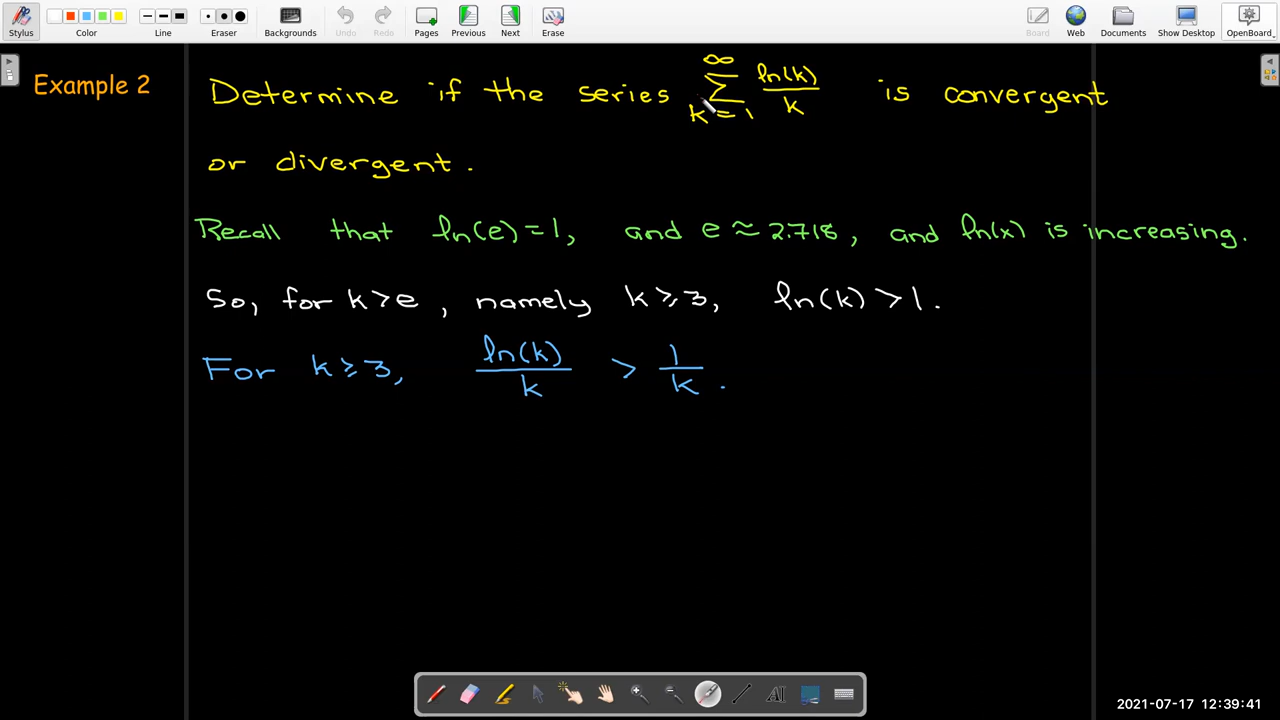 Stylus Color Line Eraser Backgrounds Undo Redo Pages Previous Next Erase Board Web Documents Show Desktop OpenBoard
Example 2
Determine if the series ∑_{k=1}^{∞} ln(k)/k is convergent
or divergent.
Recall that ln(e)=1, and e≈2.718, and ln(x) is increasing.
So, for k>e, namely k≥3, ln(k)>1.
For k≥3, ln(k)/k > 1/k.
2021-07-17 12:39:41